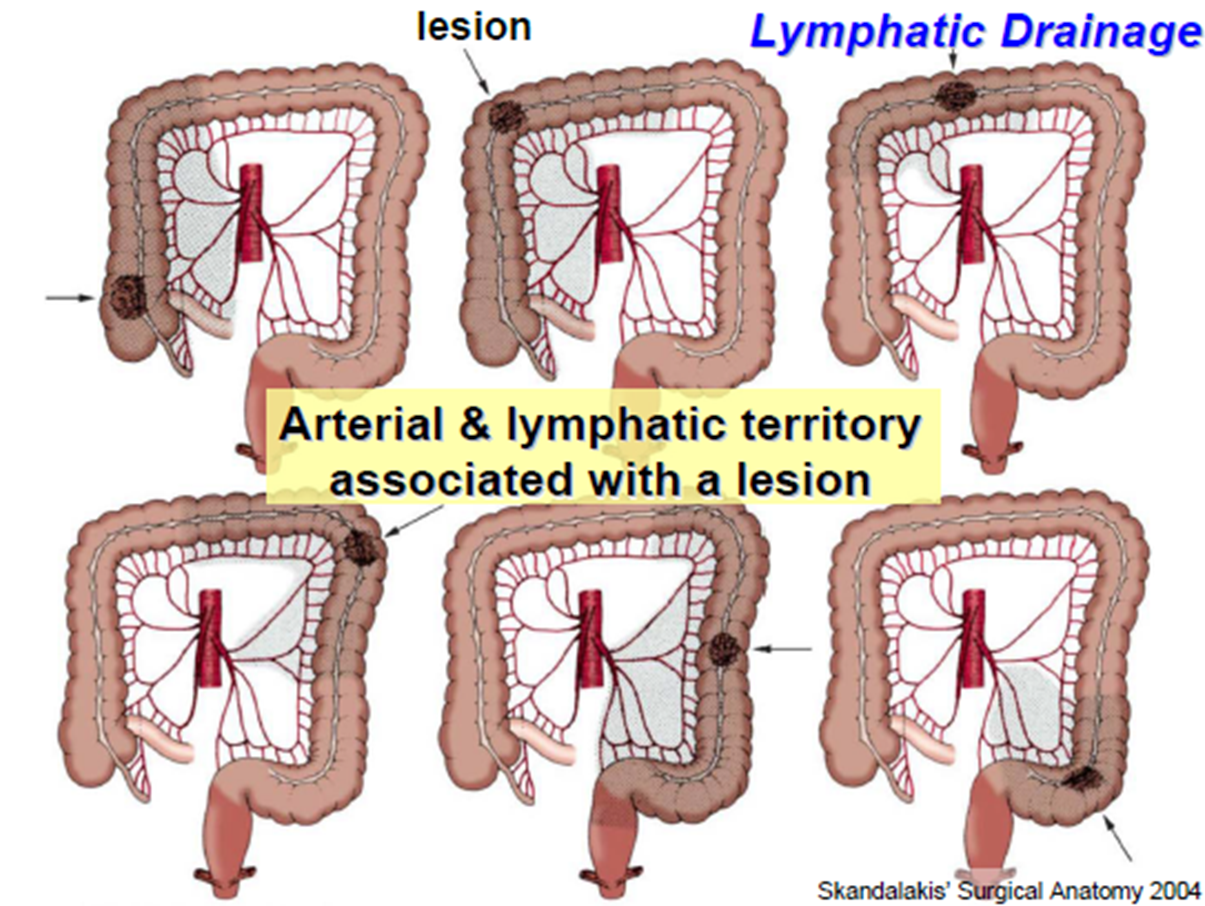 lesion
Lymphatic Drainage
Arterial & lymphatic territory
associated with a lesion
Skandalakis' Surgical Anatomy 2004